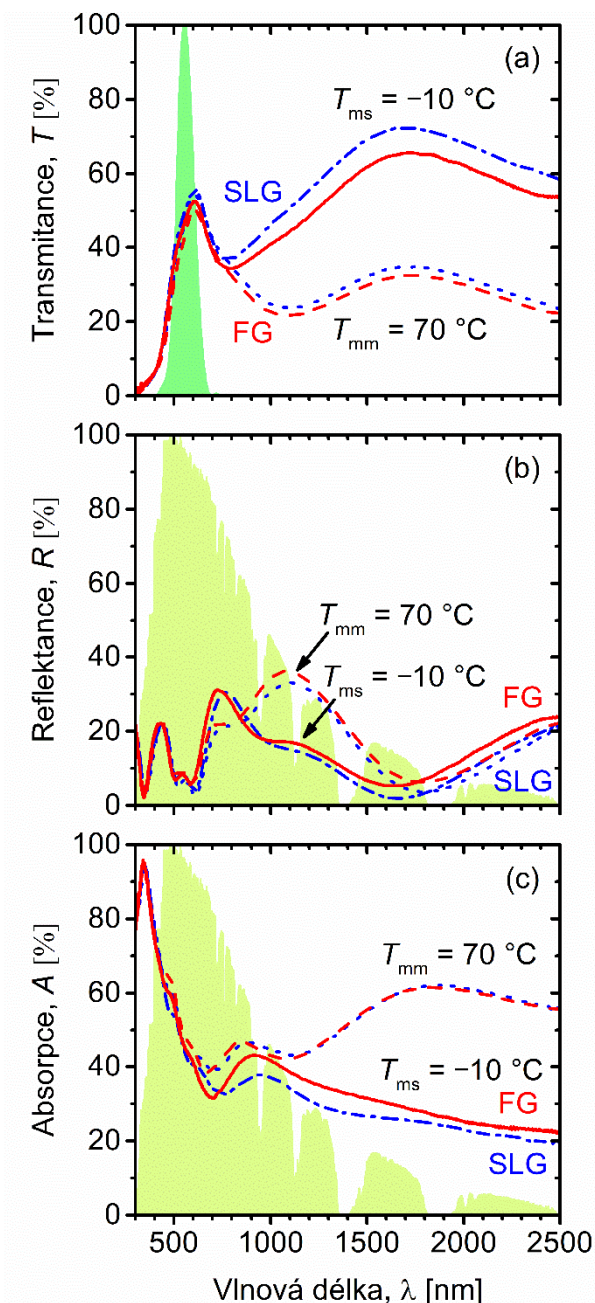 100
80
60
40
20
0
Transmitance, T [%]
(a)
Tms = −10 °C
SLG
FG
Tmm = 70 °C
100
80
60
40
20
0
Reflektance, R [%]
(b)
Tmm = 70 °C
Tms = −10 °C
FG
SLG
100
80
60
40
20
0
Absorpce, A [%]
(c)
Tmm = 70 °C
Tms = −10 °C
FG
SLG
500 1000 1500 2000 2500
Vlnová délka, λ [nm]